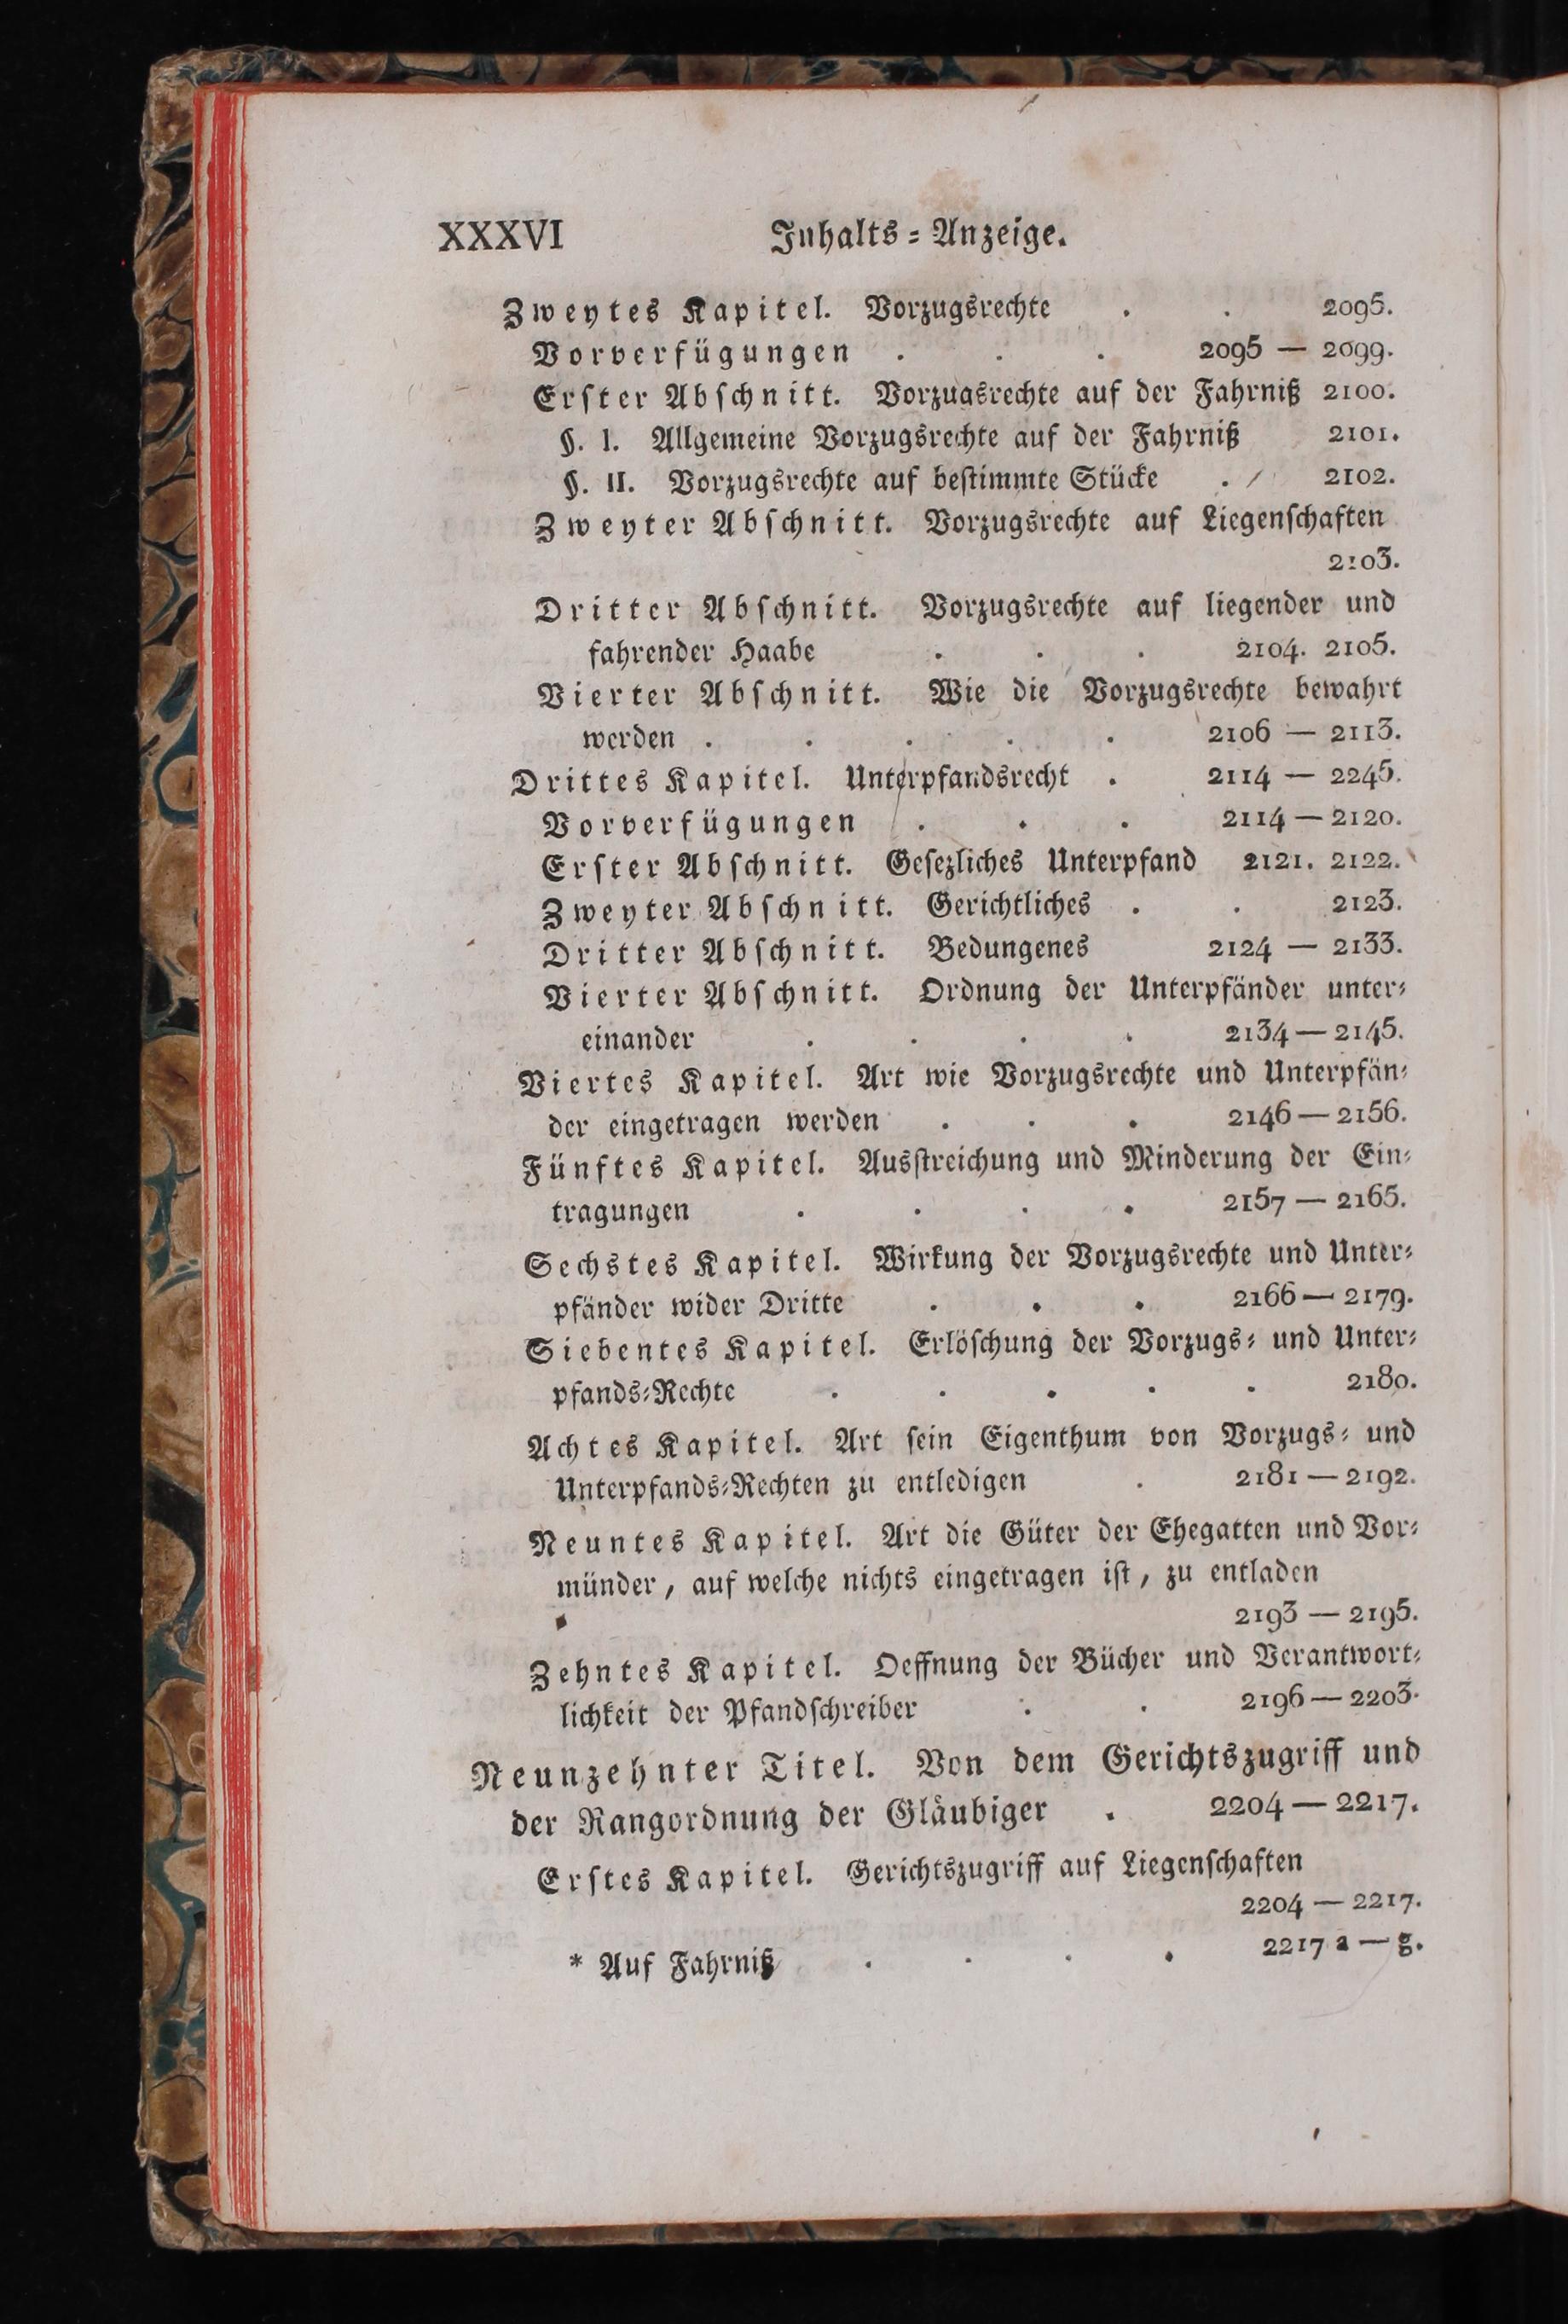 XXXVI Inhalts-Anzeige.
Zweytes Kapitel. Vorzugsrechte . . 2095.
Vorverfügungen . . . 2095 — 2099.
Erster Abschnitt. Vorzugsrechte auf der Fahrniß 2100.
§. I. Allgemeine Vorzugsrechte auf der Fahrniß 2101.
§. II. Vorzugsrechte auf bestimmte Stücke . 2102.
Zweyter Abschnitt. Vorzugsrechte auf Liegenschaften
2103.
Dritter Abschnitt. Vorzugsrechte auf liegender und
fahrender Haabe . . . 2104. 2105.
Vierter Abschnitt. Wie die Vorzugsrechte bewahrt
werden . . . . . 2106 — 2113.
Drittes Kapitel. Unterpfandsrecht . 2114 — 2245.
Vorverfügungen . . . 2114 — 2120.
Erster Abschnitt. Gesezliches Unterpfand 2121. 2122.
Zweyter Abschnitt. Gerichtliches . . 2123.
Dritter Abschnitt. Bedungenes 2124 — 2133.
Vierter Abschnitt. Ordnung der Unterpfänder unter-
einander . . . . 2134 — 2145.
Viertes Kapitel. Art wie Vorzugsrechte und Unterpfän-
der eingetragen werden . . . 2146 — 2156.
Fünftes Kapitel. Ausstreichung und Minderung der Ein-
tragungen . . . . 2157 — 2165.
Sechstes Kapitel. Wirkung der Vorzugsrechte und Unter-
pfänder wider Dritte . . . 2166 — 2179.
Siebentes Kapitel. Erlöschung der Vorzugs- und Unter-
pfands-Rechte . . . . . 2180.
Achtes Kapitel. Art sein Eigenthum von Vorzugs- und
Unterpfands-Rechten zu entledigen . 2181 — 2192.
Neuntes Kapitel. Art die Güter der Ehegatten und Vor-
münder, auf welche nichts eingetragen ist, zu entladen
2193 — 2195.
Zehntes Kapitel. Oeffnung der Bücher und Verantwort-
lichkeit der Pfandschreiber . . 2196 — 2203.
Neunzehnter Titel. Von dem Gerichtszugriff und
der Rangordnung der Gläubiger . 2204 — 2217.
Erstes Kapitel. Gerichtszugriff auf Liegenschaften
2204 — 2217.
* Auf Fahrniß . . . . 2217 a — g.